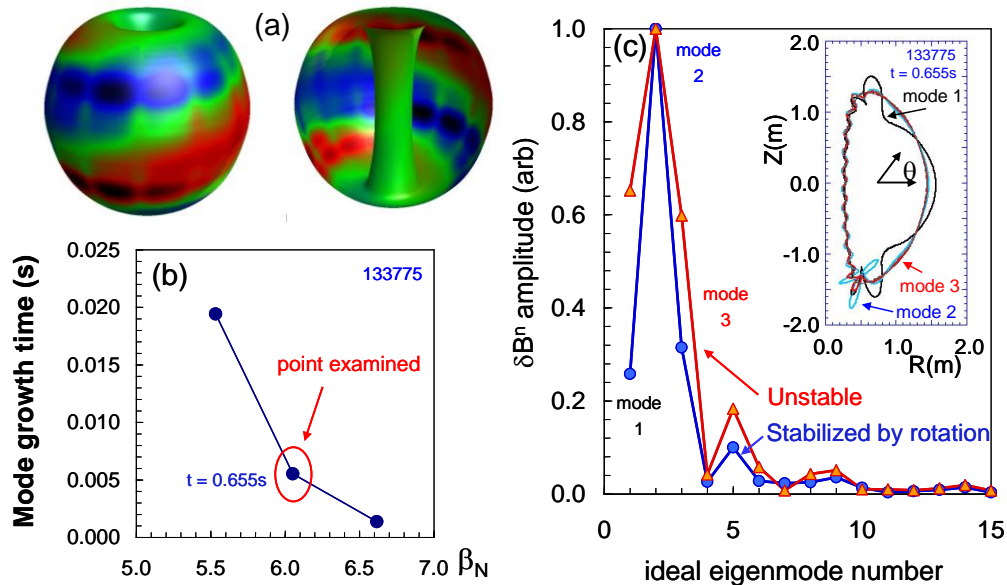 (a)
(b)
133775
Mode growth time (s)
0.025
0.020
0.015
0.010
0.005
0.000
point examined
t = 0.655s
5.0
5.5
6.0
6.5
7.0
βN
(c)
δBⁿ amplitude (arb)
1.0
0.8
0.6
0.4
0.2
0.0
mode
2
mode
3
mode
1
Unstable
Stabilized by rotation
0
5
10
15
ideal eigenmode number
133775
t = 0.655s
mode 1
Z(m)
2.0
1.0
0.0
-1.0
-2.0
θ
mode 3
mode 2
0.0
1.0
2.0
R(m)